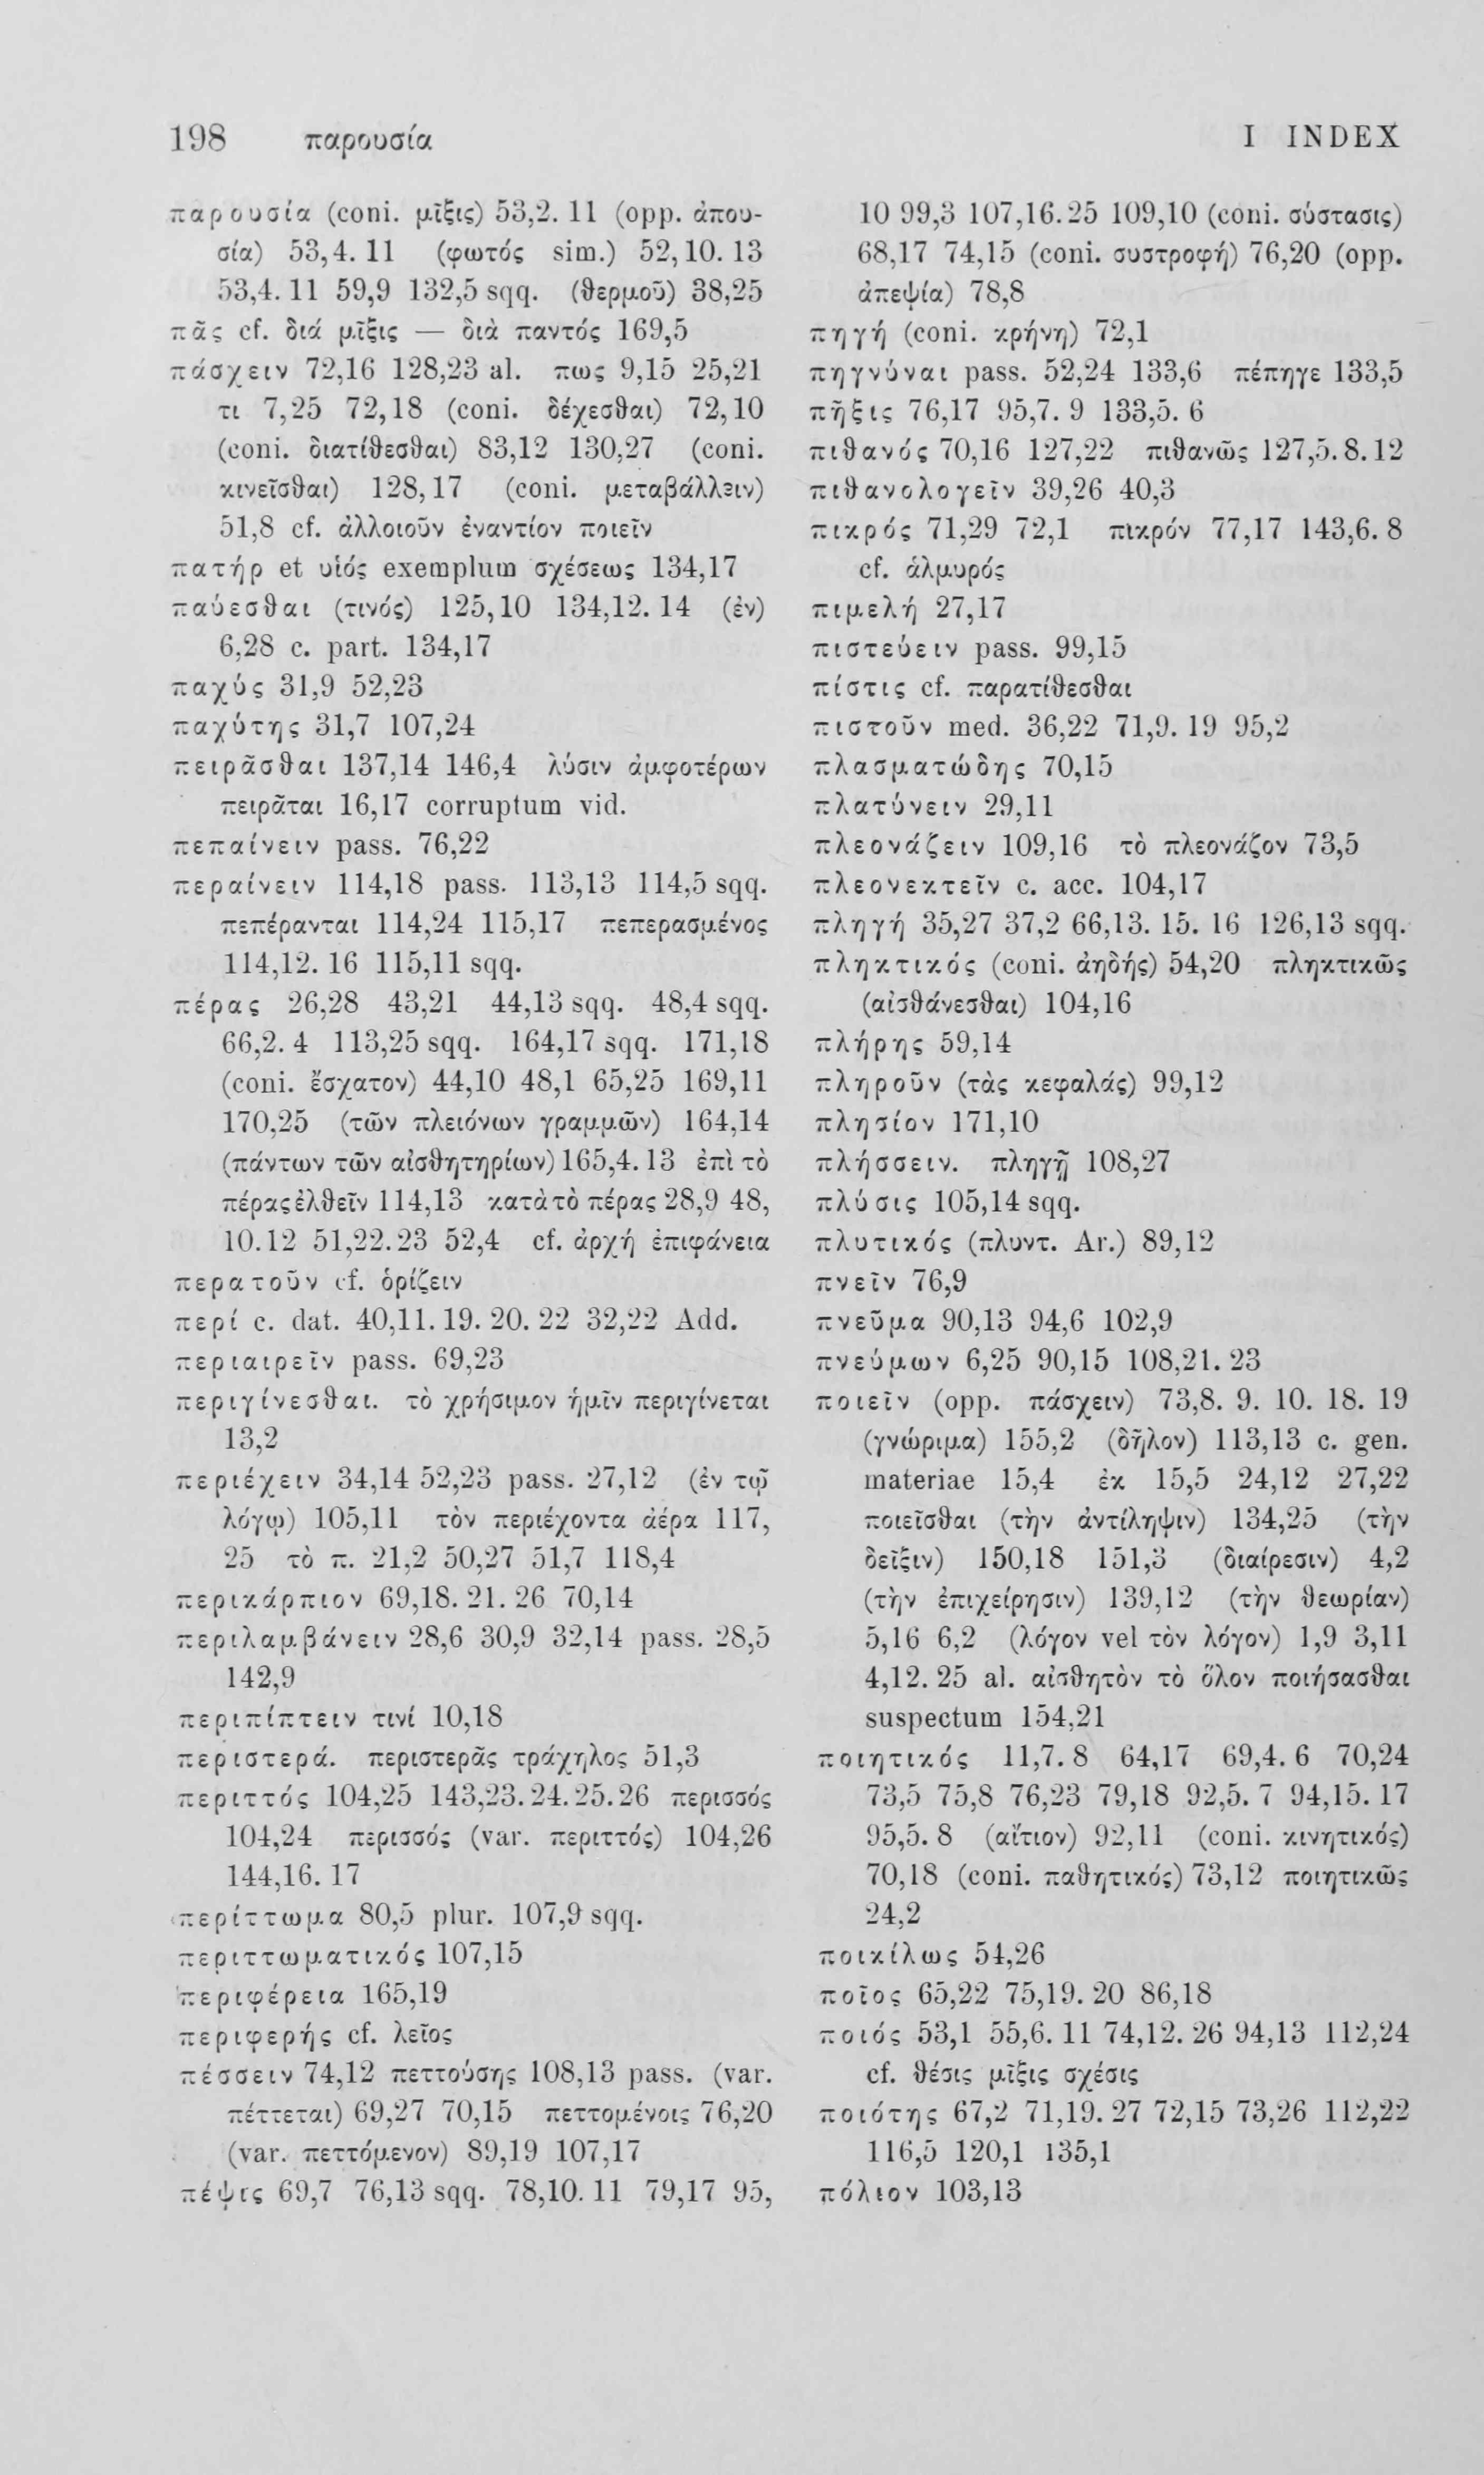 198 παρουσία I INDEX
παρουσία (coni. μῖξις) 53,2. 11 (opp. ἀπου-
σία) 53,4. 11 (φωτός sim.) 52,10. 13
53,4. 11 59,9 132,5 sqq. (θερμοῦ) 38,25
πᾶς cf. διά μῖξις — διὰ παντός 169,5
πάσχειν 72,16 128,23 al. πως 9,15 25,21
τι 7,25 72,18 (coni. δέχεσθαι) 72,10
(coni. διατίθεσθαι) 83,12 130,27 (coni.
κινεῖσθαι) 128,17 (coni. μεταβάλλειν)
51,8 cf. ἀλλοιοῦν ἐναντίον ποιεῖν
πατήρ et υἱός exemplum σχέσεως 134,17
παύεσθαι (τινός) 125,10 134,12. 14 (ἐν)
6,28 c. part. 134,17
παχύς 31,9 52,23
παχύτης 31,7 107,24
πειρᾶσθαι 137,14 146,4 λύσιν ἀμφοτέρων
πειρᾶται 16,17 corruptum vid.
πεπαίνειν pass. 76,22
περαίνειν 114,18 pass. 113,13 114,5 sqq.
πεπέρανται 114,24 115,17 πεπερασμένος
114,12. 16 115,11 sqq.
πέρας 26,28 43,21 44,13 sqq. 48,4 sqq.
66,2. 4 113,25 sqq. 164,17 sqq. 171,18
(coni. ἔσχατον) 44,10 48,1 65,25 169,11
170,25 (τῶν πλειόνων γραμμῶν) 164,14
(πάντων τῶν αἰσθητηρίων) 165,4. 13 ἐπὶ τὸ
πέρας ἐλθεῖν 114,13 κατὰ τὸ πέρας 28,9 48,
10. 12 51,22. 23 52,4 cf. ἀρχή ἐπιφάνεια
περατοῦν cf. ὁρίζειν
περί c. dat. 40,11. 19. 20. 22 32,22 Add.
περιαιρεῖν pass. 69,23
περιγίνεσθαι. τὸ χρήσιμον ἡμῖν περιγίνεται
13,2
περιέχειν 34,14 52,23 pass. 27,12 (ἐν τῷ
λόγῳ) 105,11 τὸν περιέχοντα ἀέρα 117,
25 τὸ π. 21,2 50,27 51,7 118,4
περικάρπιον 69,18. 21. 26 70,14
περιλαμβάνειν 28,6 30,9 32,14 pass. 28,5
142,9
περιπίπτειν τινί 10,18
περιστερά. περιστερᾶς τράχηλος 51,3
περιττός 104,25 143,23. 24. 25. 26 περισσός
104,24 περισσός (var. περιττός) 104,26
144,16. 17
περίττωμα 80,5 plur. 107,9 sqq.
περιττωματικός 107,15
περιφέρεια 165,19
περιφερής cf. λεῖος
πέσσειν 74,12 πεττούσης 108,13 pass. (var.
πέττεται) 69,27 70,15 πεττομένοις 76,20
(var. πεττόμενον) 89,19 107,17
πέψις 69,7 76,13 sqq. 78,10. 11 79,17 95,
10 99,3 107,16. 25 109,10 (coni. σύστασις)
68,17 74,15 (coni. συστροφή) 76,20 (opp.
ἀπεψία) 78,8
πηγή (coni. κρήνη) 72,1
πηγνύναι pass. 52,24 133,6 πέπηγε 133,5
πῆξις 76,17 95,7. 9 133,5. 6
πιθανός 70,16 127,22 πιθανῶς 127,5. 8. 12
πιθανολογεῖν 39,26 40,3
πικρός 71,29 72,1 πικρόν 77,17 143,6. 8
cf. ἁλμυρός
πιμελή 27,17
πιστεύειν pass. 99,15
πίστις cf. παρατίθεσθαι
πιστοῦν med. 36,22 71,9. 19 95,2
πλασματώδης 70,15
πλατύνειν 29,11
πλεονάζειν 109,16 τὸ πλεονάζον 73,5
πλεονεκτεῖν c. acc. 104,17
πληγή 35,27 37,2 66,13. 15. 16 126,13 sqq.
πληκτικός (coni. ἀηδής) 54,20 πληκτικῶς
(αἰσθάνεσθαι) 104,16
πλήρης 59,14
πληροῦν (τὰς κεφαλάς) 99,12
πλησίον 171,10
πλήσσειν. πληγῇ 108,27
πλύσις 105,14 sqq.
πλυτικός (πλυντ. Ar.) 89,12
πνεῖν 76,9
πνεῦμα 90,13 94,6 102,9
πνεύμων 6,25 90,15 108,21. 23
ποιεῖν (opp. πάσχειν) 73,8. 9. 10. 18. 19
(γνώριμα) 155,2 (δῆλον) 113,13 c. gen.
materiae 15,4 ἐκ 15,5 24,12 27,22
ποιεῖσθαι (τὴν ἀντίληψιν) 134,25 (τὴν
δεῖξιν) 150,18 151,3 (διαίρεσιν) 4,2
(τὴν ἐπιχείρησιν) 139,12 (τὴν θεωρίαν)
5,16 6,2 (λόγον vel τὸν λόγον) 1,9 3,11
4,12. 25 al. αἰσθητὸν τὸ ὅλον ποιήσασθαι
suspectum 154,21
ποιητικός 11,7. 8 64,17 69,4. 6 70,24
73,5 75,8 76,23 79,18 92,5. 7 94,15. 17
95,5. 8 (αἴτιον) 92,11 (coni. κινητικός)
70,18 (coni. παθητικός) 73,12 ποιητικῶς
24,2
ποικίλως 54,26
ποῖος 65,22 75,19. 20 86,18
ποιός 53,1 55,6. 11 74,12. 26 94,13 112,24
cf. θέσις μῖξις σχέσις
ποιότης 67,2 71,19. 27 72,15 73,26 112,22
116,5 120,1 135,1
πόλιον 103,13